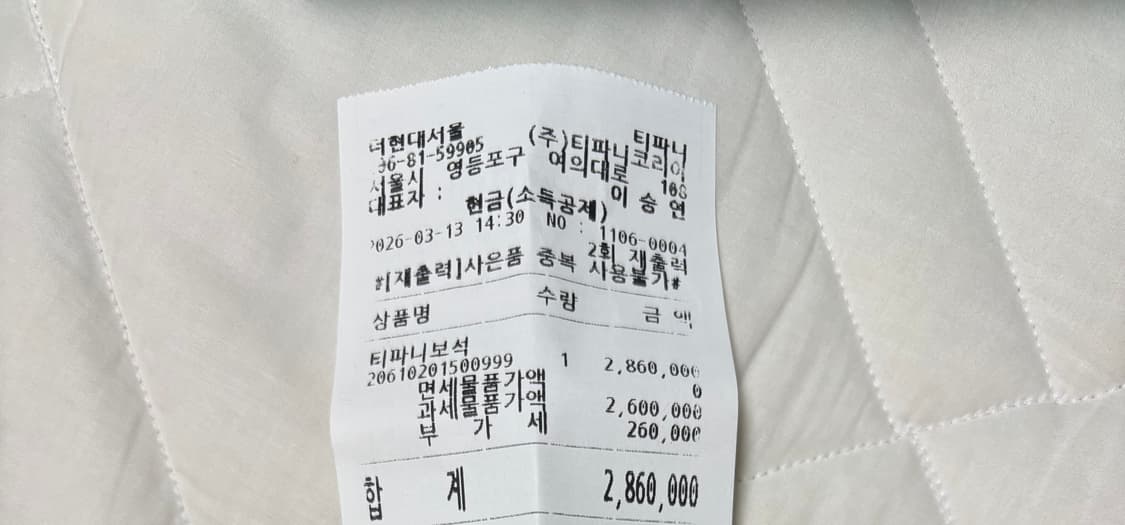 더현대서울 티파니
06-81-59905 (주)티파니코리아
서울시 영등포구 여의대로 108
대표자 : 이 승 연
현금(소득공제)
2026-03-13 14:30 NO : 1106-0004
2회 재출력
#[재출력]사은품 중복 사용불가#
상품명 수량 금 액
티파니보석
20610201500999 1 2,860,000
면세물품가액 0
과세물품가액 2,600,000
부 가 세 260,000
합 계 2,860,000